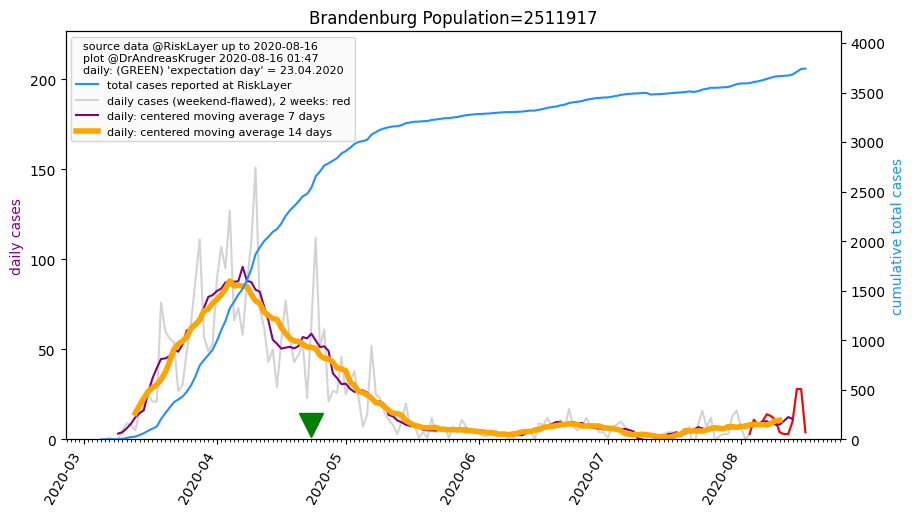 Brandenburg Population=2511917
source data @RiskLayer up to 2020-08-16
plot @DrAndreasKruger 2020-08-16 01:47
daily: (GREEN) 'expectation day' = 23.04.2020
total cases reported at RiskLayer
daily cases (weekend-flawed), 2 weeks: red
daily: centered moving average 7 days
daily: centered moving average 14 days
daily cases
200
150
100
50
0
cumulative total cases
4000
3500
3000
2500
2000
1500
1000
500
0
2020-03
2020-04
2020-05
2020-06
2020-07
2020-08